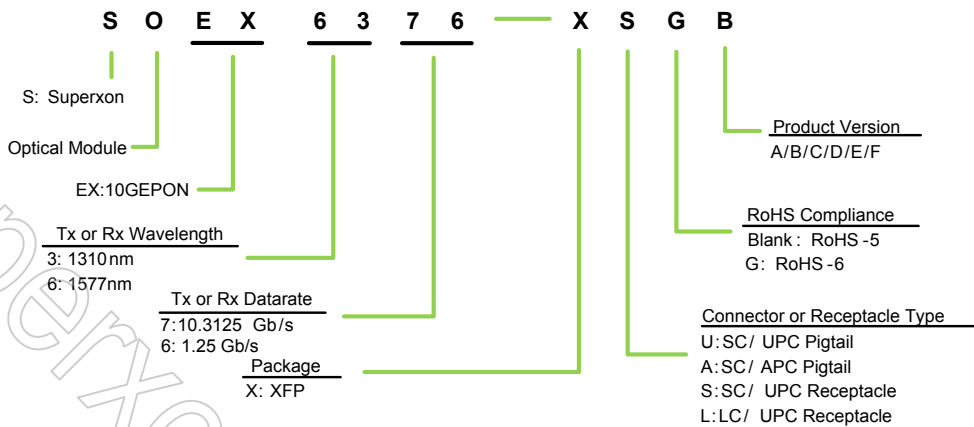 S O E X 6 3 7 6 — X S G B
S: Superxon
Optical Module
EX:10GEPON
Tx or Rx Wavelength
3: 1310nm
6: 1577nm
Tx or Rx Datarate
7:10.3125 Gb/s
6: 1.25 Gb/s
Package
X: XFP
Product Version
A/B/C/D/E/F
RoHS Compliance
Blank : RoHS -5
G: RoHS -6
Connector or Receptacle Type
U:SC/ UPC Pigtail
A:SC/ APC Pigtail
S:SC/ UPC Receptacle
L:LC/ UPC Receptacle